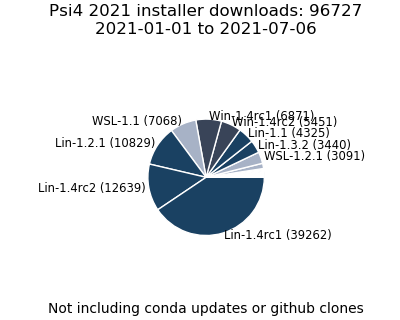 Psi4 2021 installer downloads: 96727
2021-01-01 to 2021-07-06
Win-1.4rc1 (6871)
WSL-1.1 (7068)
Win-1.4rc2 (5451)
Lin-1.1 (4325)
Lin-1.2.1 (10829)
Lin-1.3.2 (3440)
WSL-1.2.1 (3091)
Lin-1.4rc2 (12639)
Lin-1.4rc1 (39262)
Not including conda updates or github clones